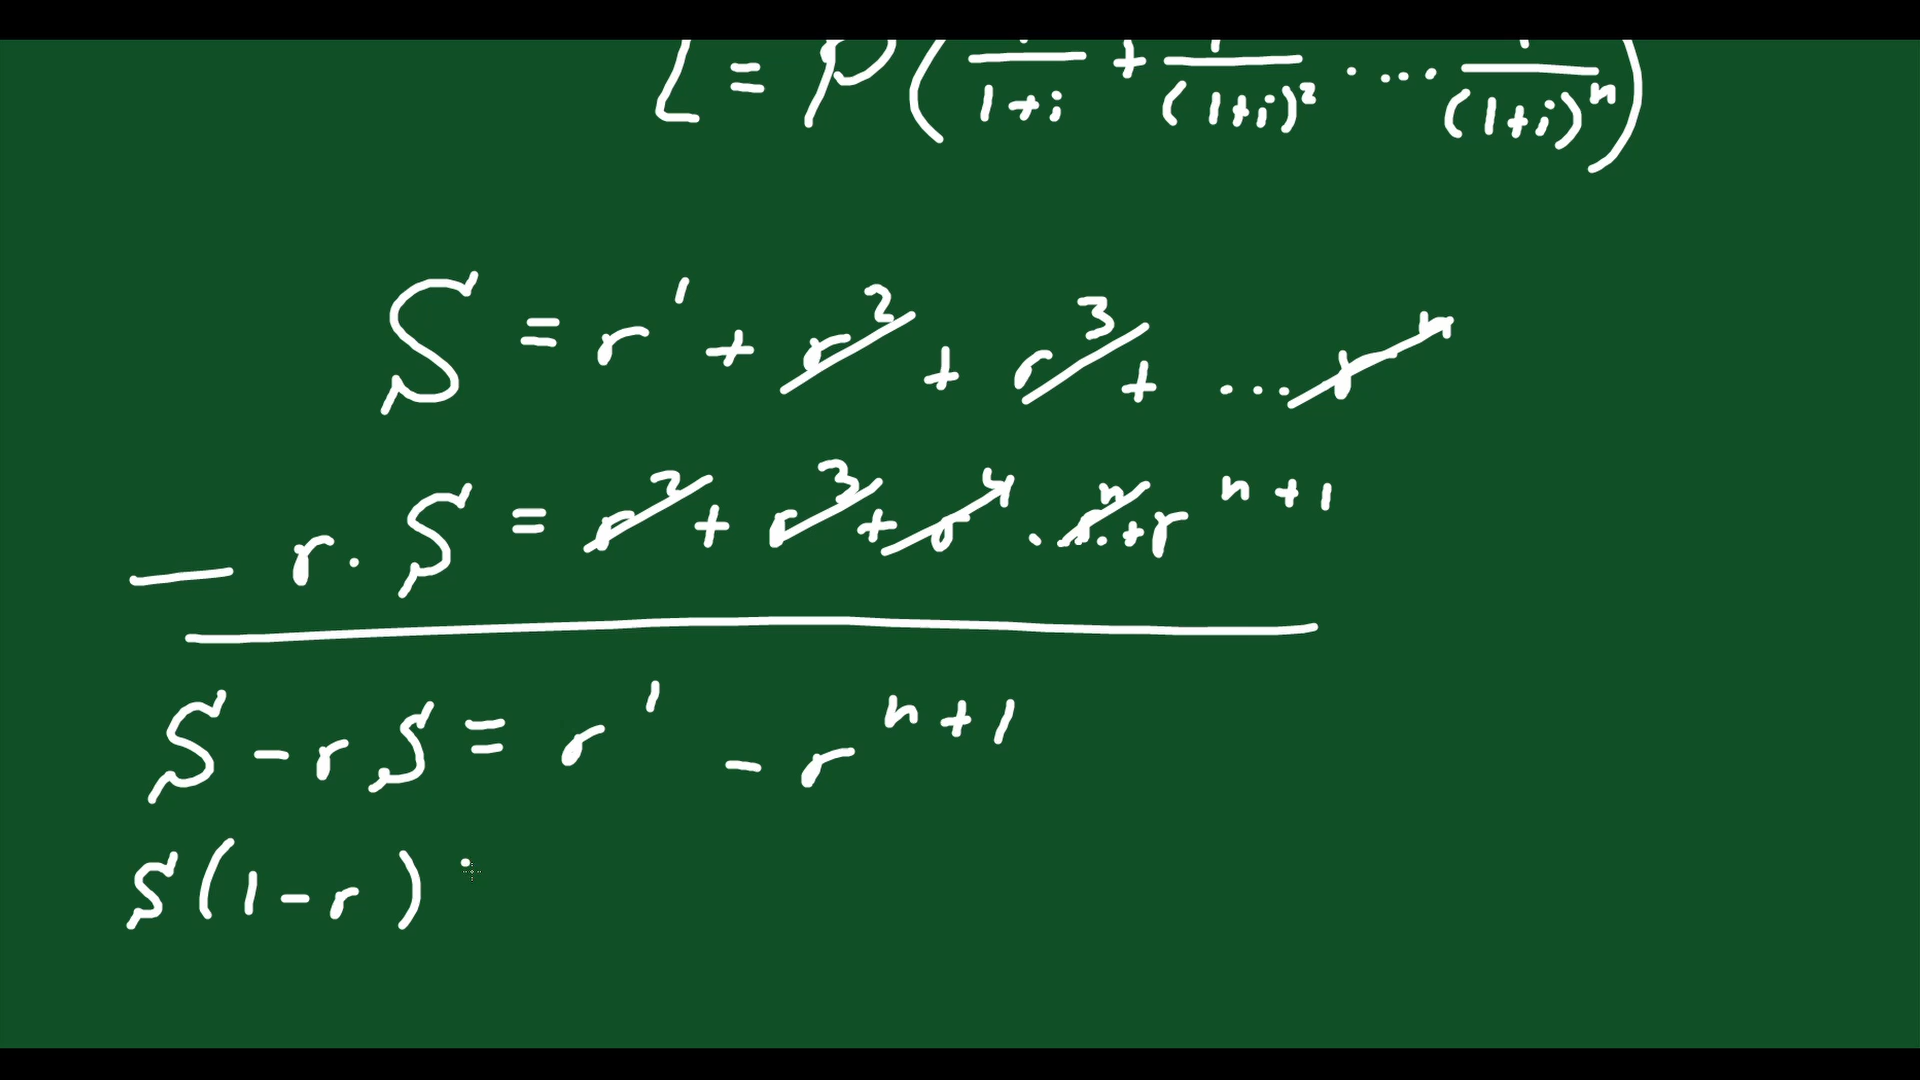 L = P( 1/1+i + 1/(1+i)² .... 1/(1+i)ⁿ )
S = r¹ + r² + r³ + ... rⁿ
— r · S = r² + r³ + r⁴ . rⁿ . + rⁿ⁺¹
S - rS = r¹ - rⁿ⁺¹
S(1-r)